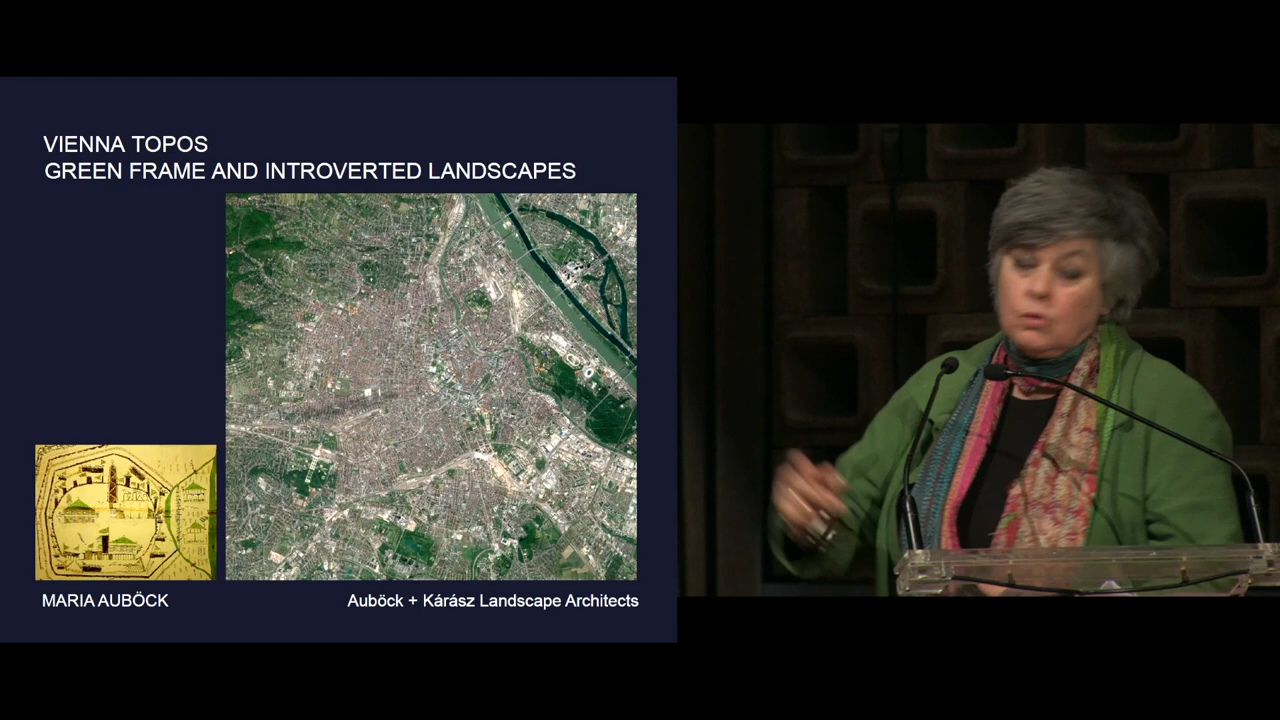 VIENNA TOPOS
GREEN FRAME AND INTROVERTED LANDSCAPES
MARIA AUBÖCK
Auböck + Kárász Landscape Architects